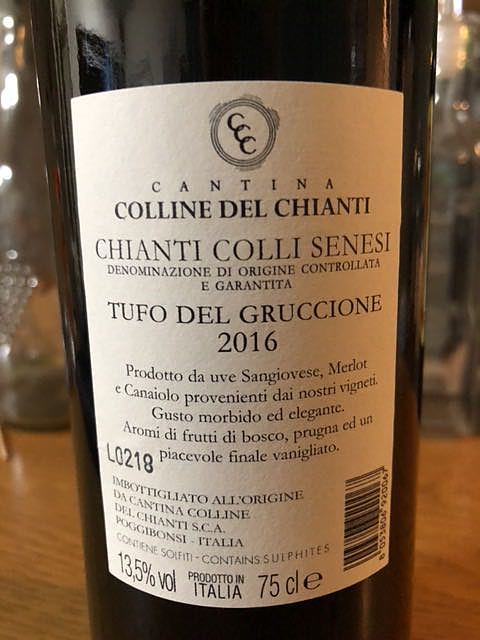 CCC
CANTINA
COLLINE DEL CHIANTI
CHIANTI COLLI SENESI
DENOMINAZIONE DI ORIGINE CONTROLLATA
E GARANTITA
TUFO DEL GRUCCIONE
2016
Prodotto da uve Sangiovese, Merlot
e Canaiolo provenienti dai nostri vigneti.
Gusto morbido ed elegante.
Aromi di frutti di bosco, prugna ed un
piacevole finale vanigliato.
L0218
IMBOTTIGLIATO ALL'ORIGINE
DA CANTINA COLLINE
DEL CHIANTI S.C.A.
POGGIBONSI - ITALIA
CONTIENE SOLFITI - CONTAINS SULPHITES
13,5% vol PRODOTTO IN ITALIA 75 cl e
8 053806 920067